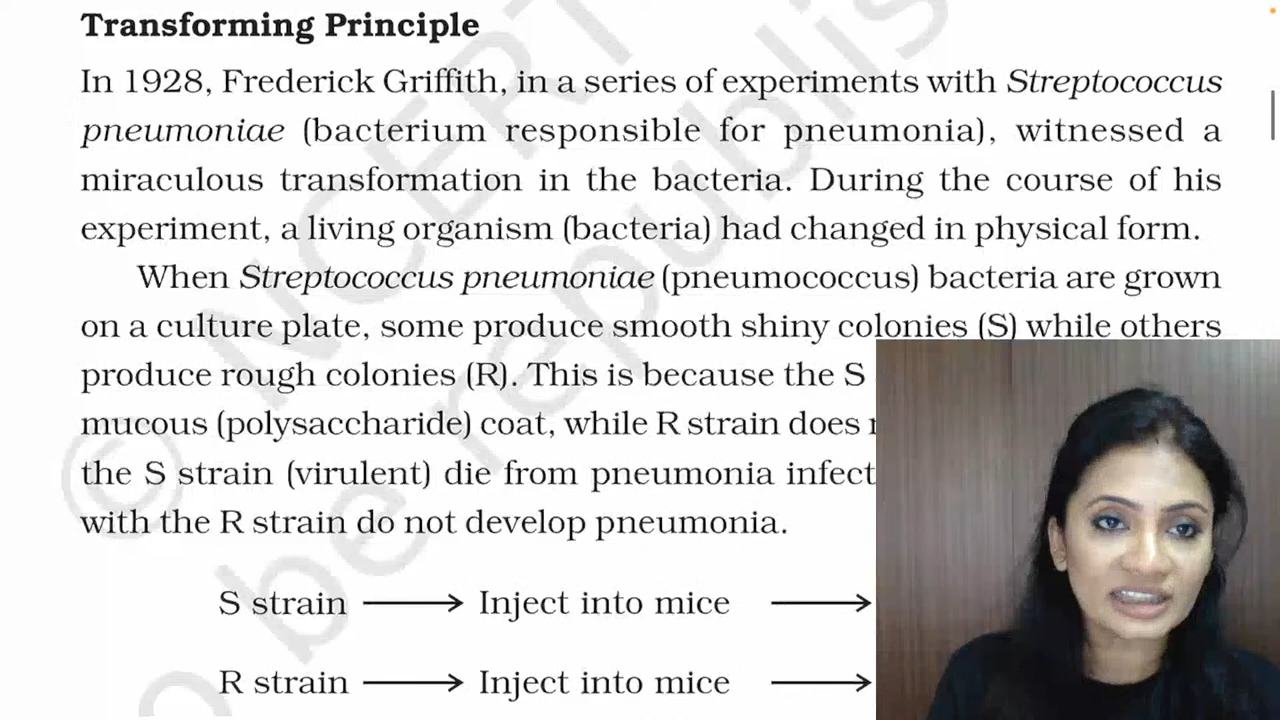 Transforming Principle
In 1928, Frederick Griffith, in a series of experiments with Streptococcus
pneumoniae (bacterium responsible for pneumonia), witnessed a
miraculous transformation in the bacteria. During the course of his
experiment, a living organism (bacteria) had changed in physical form.
When Streptococcus pneumoniae (pneumococcus) bacteria are grown
on a culture plate, some produce smooth shiny colonies (S) while others
produce rough colonies (R). This is because the S
mucous (polysaccharide) coat, while R strain does
the S strain (virulent) die from pneumonia infect
with the R strain do not develop pneumonia.
S strain ⟶ Inject into mice ⟶
R strain ⟶ Inject into mice ⟶
© NCERT
be republis